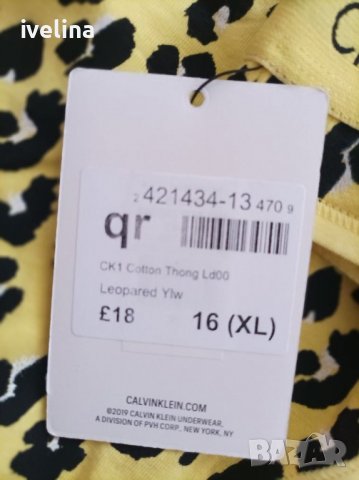 ivelina
2 421434-13 470 9
qr
CK1 Cotton Thong Ld00
Leopared Ylw
£18 16 (XL)
CALVINKLEIN.COM
©2019 CALVIN KLEIN UNDERWEAR,
A DIVISION OF PVH CORP., NEW YORK, NY
bazar